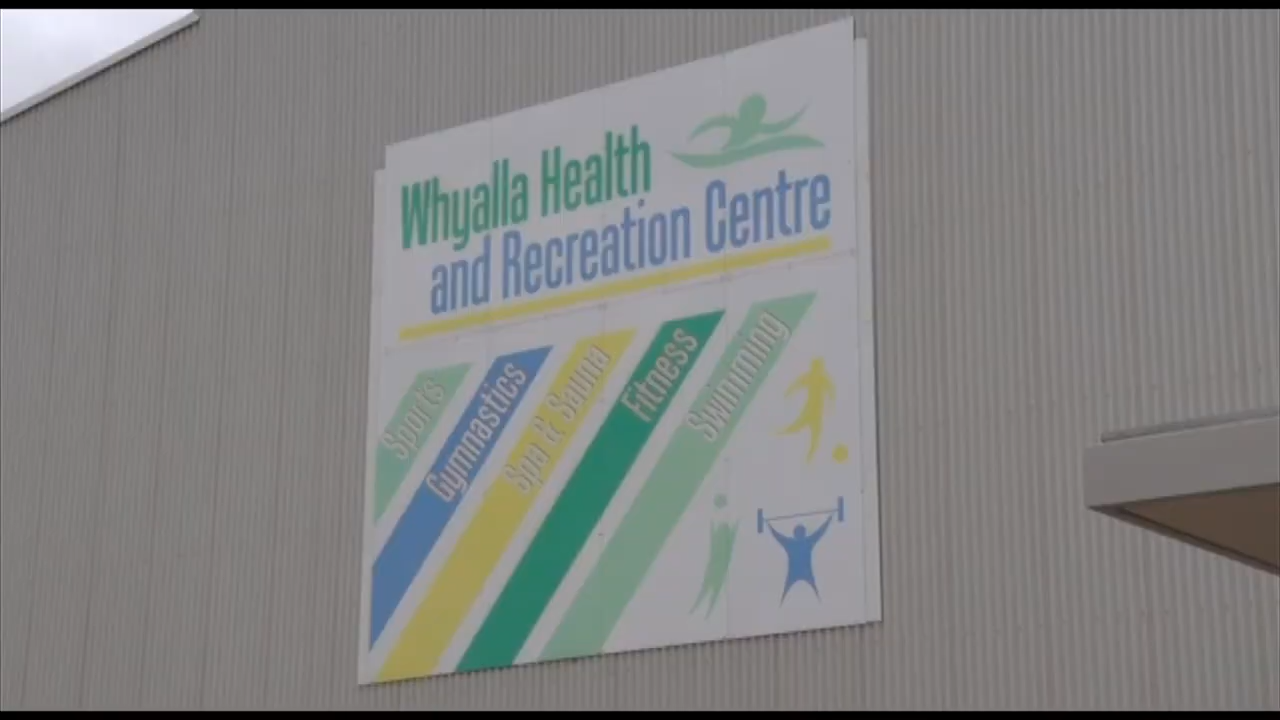 Whyalla Health
and Recreation Centre
Sports
Gymnastics
Spa & Sauna
Fitness
Swimming